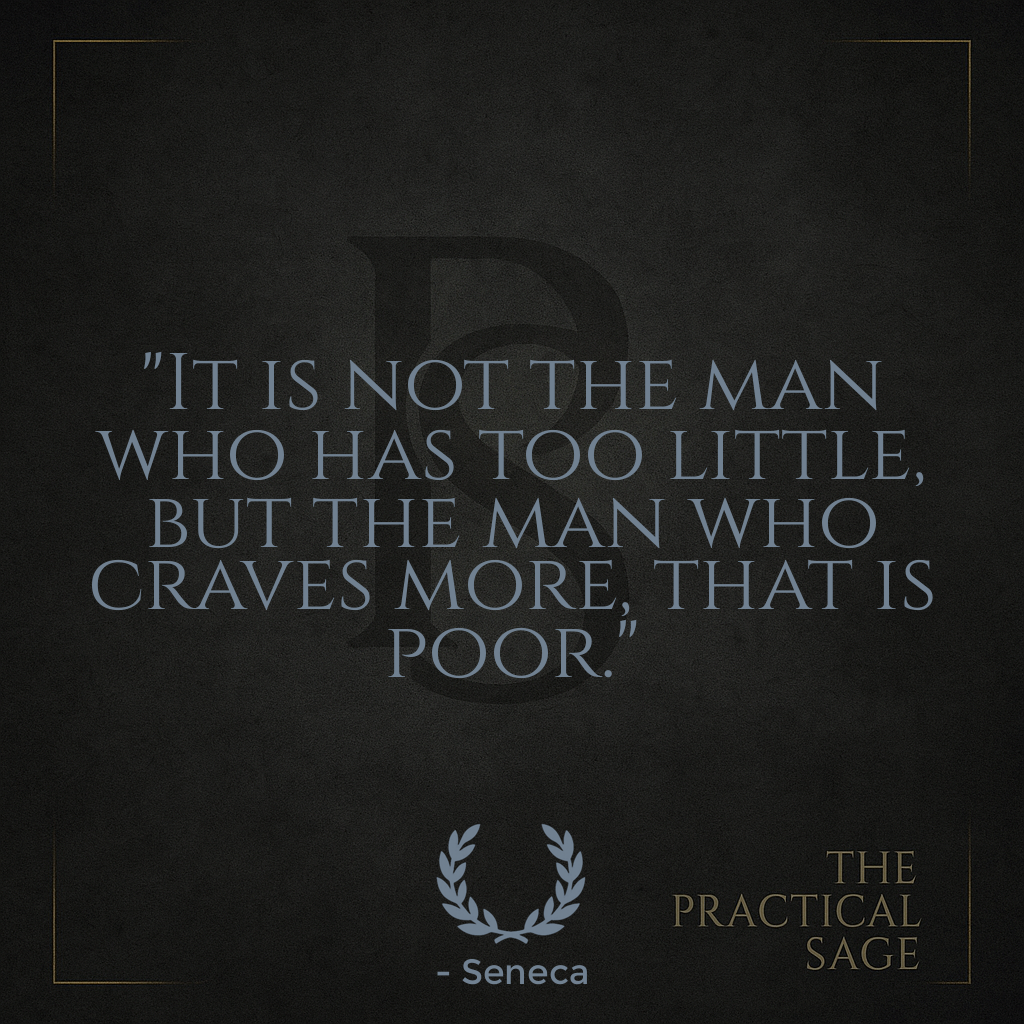 "It is not the man
who has too little,
but the man who
craves more, that is
poor."
- Seneca
THE
PRACTICAL
SAGE
PS